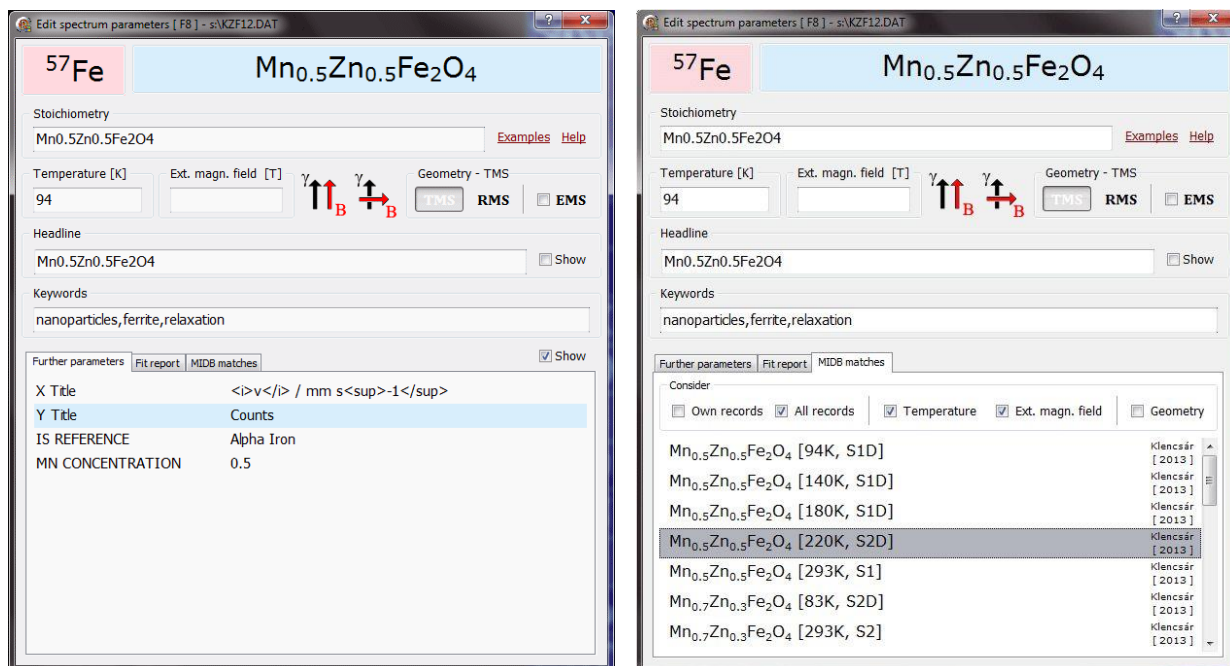 Edit spectrum parameters [ F8 ] - s:\KZF12.DAT
⁵⁷Fe
Mn₀.₅Zn₀.₅Fe₂O₄
Stoichiometry
Mn0.5Zn0.5Fe2O4
Examples Help
Temperature [K]
Ext. magn. field [T]
γ
B
γ
B
Geometry - TMS
94
TMS RMS EMS
Headline
Mn0.5Zn0.5Fe2O4
Show
Keywords
nanoparticles,ferrite,relaxation
Further parameters Fit report MIDB matches
Show
X Title <i>v</i> / mm s<sup>-1</sup>
Y Title Counts
IS REFERENCE Alpha Iron
MN CONCENTRATION 0.5
Edit spectrum parameters [ F8 ] - s:\KZF12.DAT
⁵⁷Fe
Mn₀.₅Zn₀.₅Fe₂O₄
Stoichiometry
Mn0.5Zn0.5Fe2O4
Examples Help
Temperature [K]
Ext. magn. field [T]
γ
B
γ
B
Geometry - TMS
94
TMS RMS EMS
Headline
Mn0.5Zn0.5Fe2O4
Show
Keywords
nanoparticles,ferrite,relaxation
Further parameters Fit report MIDB matches
Consider
Own records All records Temperature Ext. magn. field Geometry
Mn₀.₅Zn₀.₅Fe₂O₄ [94K, S1D]
Klencsár
[ 2013 ]
Mn₀.₅Zn₀.₅Fe₂O₄ [140K, S1D]
Klencsár
[ 2013 ]
Mn₀.₅Zn₀.₅Fe₂O₄ [180K, S1D]
Klencsár
[ 2013 ]
Mn₀.₅Zn₀.₅Fe₂O₄ [220K, S2D]
Klencsár
[ 2013 ]
Mn₀.₅Zn₀.₅Fe₂O₄ [293K, S1]
Klencsár
[ 2013 ]
Mn₀.₇Zn₀.₃Fe₂O₄ [83K, S2D]
Klencsár
[ 2013 ]
Mn₀.₇Zn₀.₃Fe₂O₄ [293K, S2]
Klencsár
[ 2013 ]